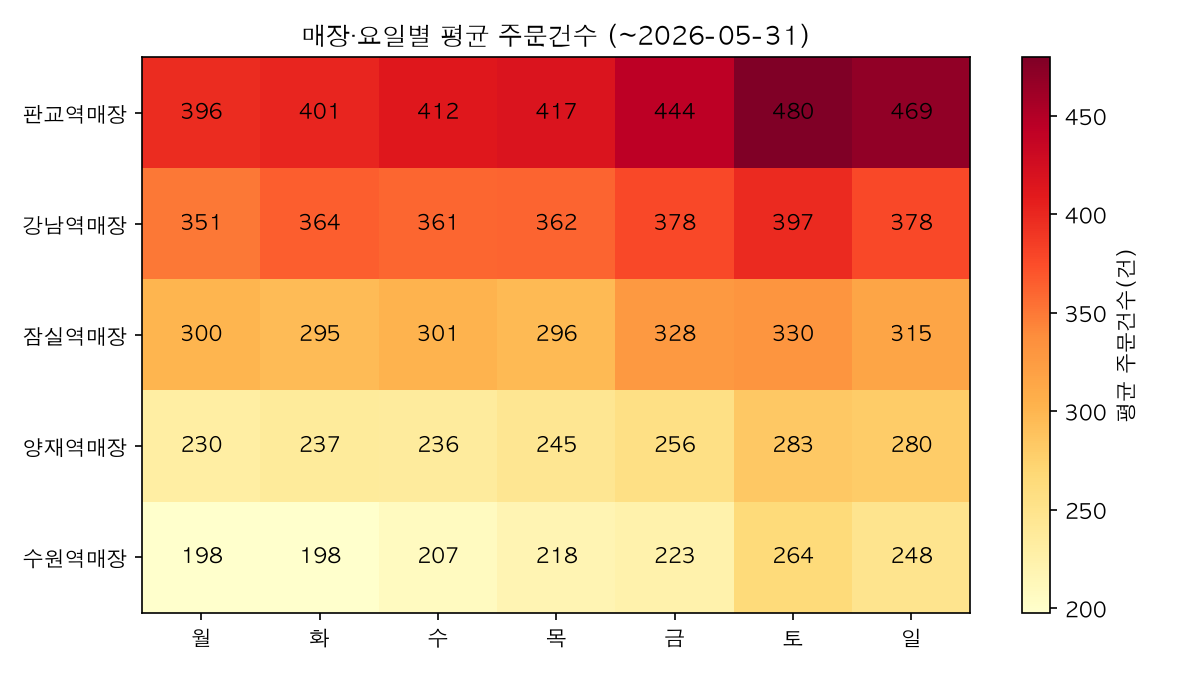 매장·요일별 평균 주문건수 (~2026-05-31)
판교역매장 396 401 412 417 444 480 469
강남역매장 351 364 361 362 378 397 378
잠실역매장 300 295 301 296 328 330 315
양재역매장 230 237 236 245 256 283 280
수원역매장 198 198 207 218 223 264 248
월 화 수 목 금 토 일
450
400
350
300
250
200
평균 주문건수(건)